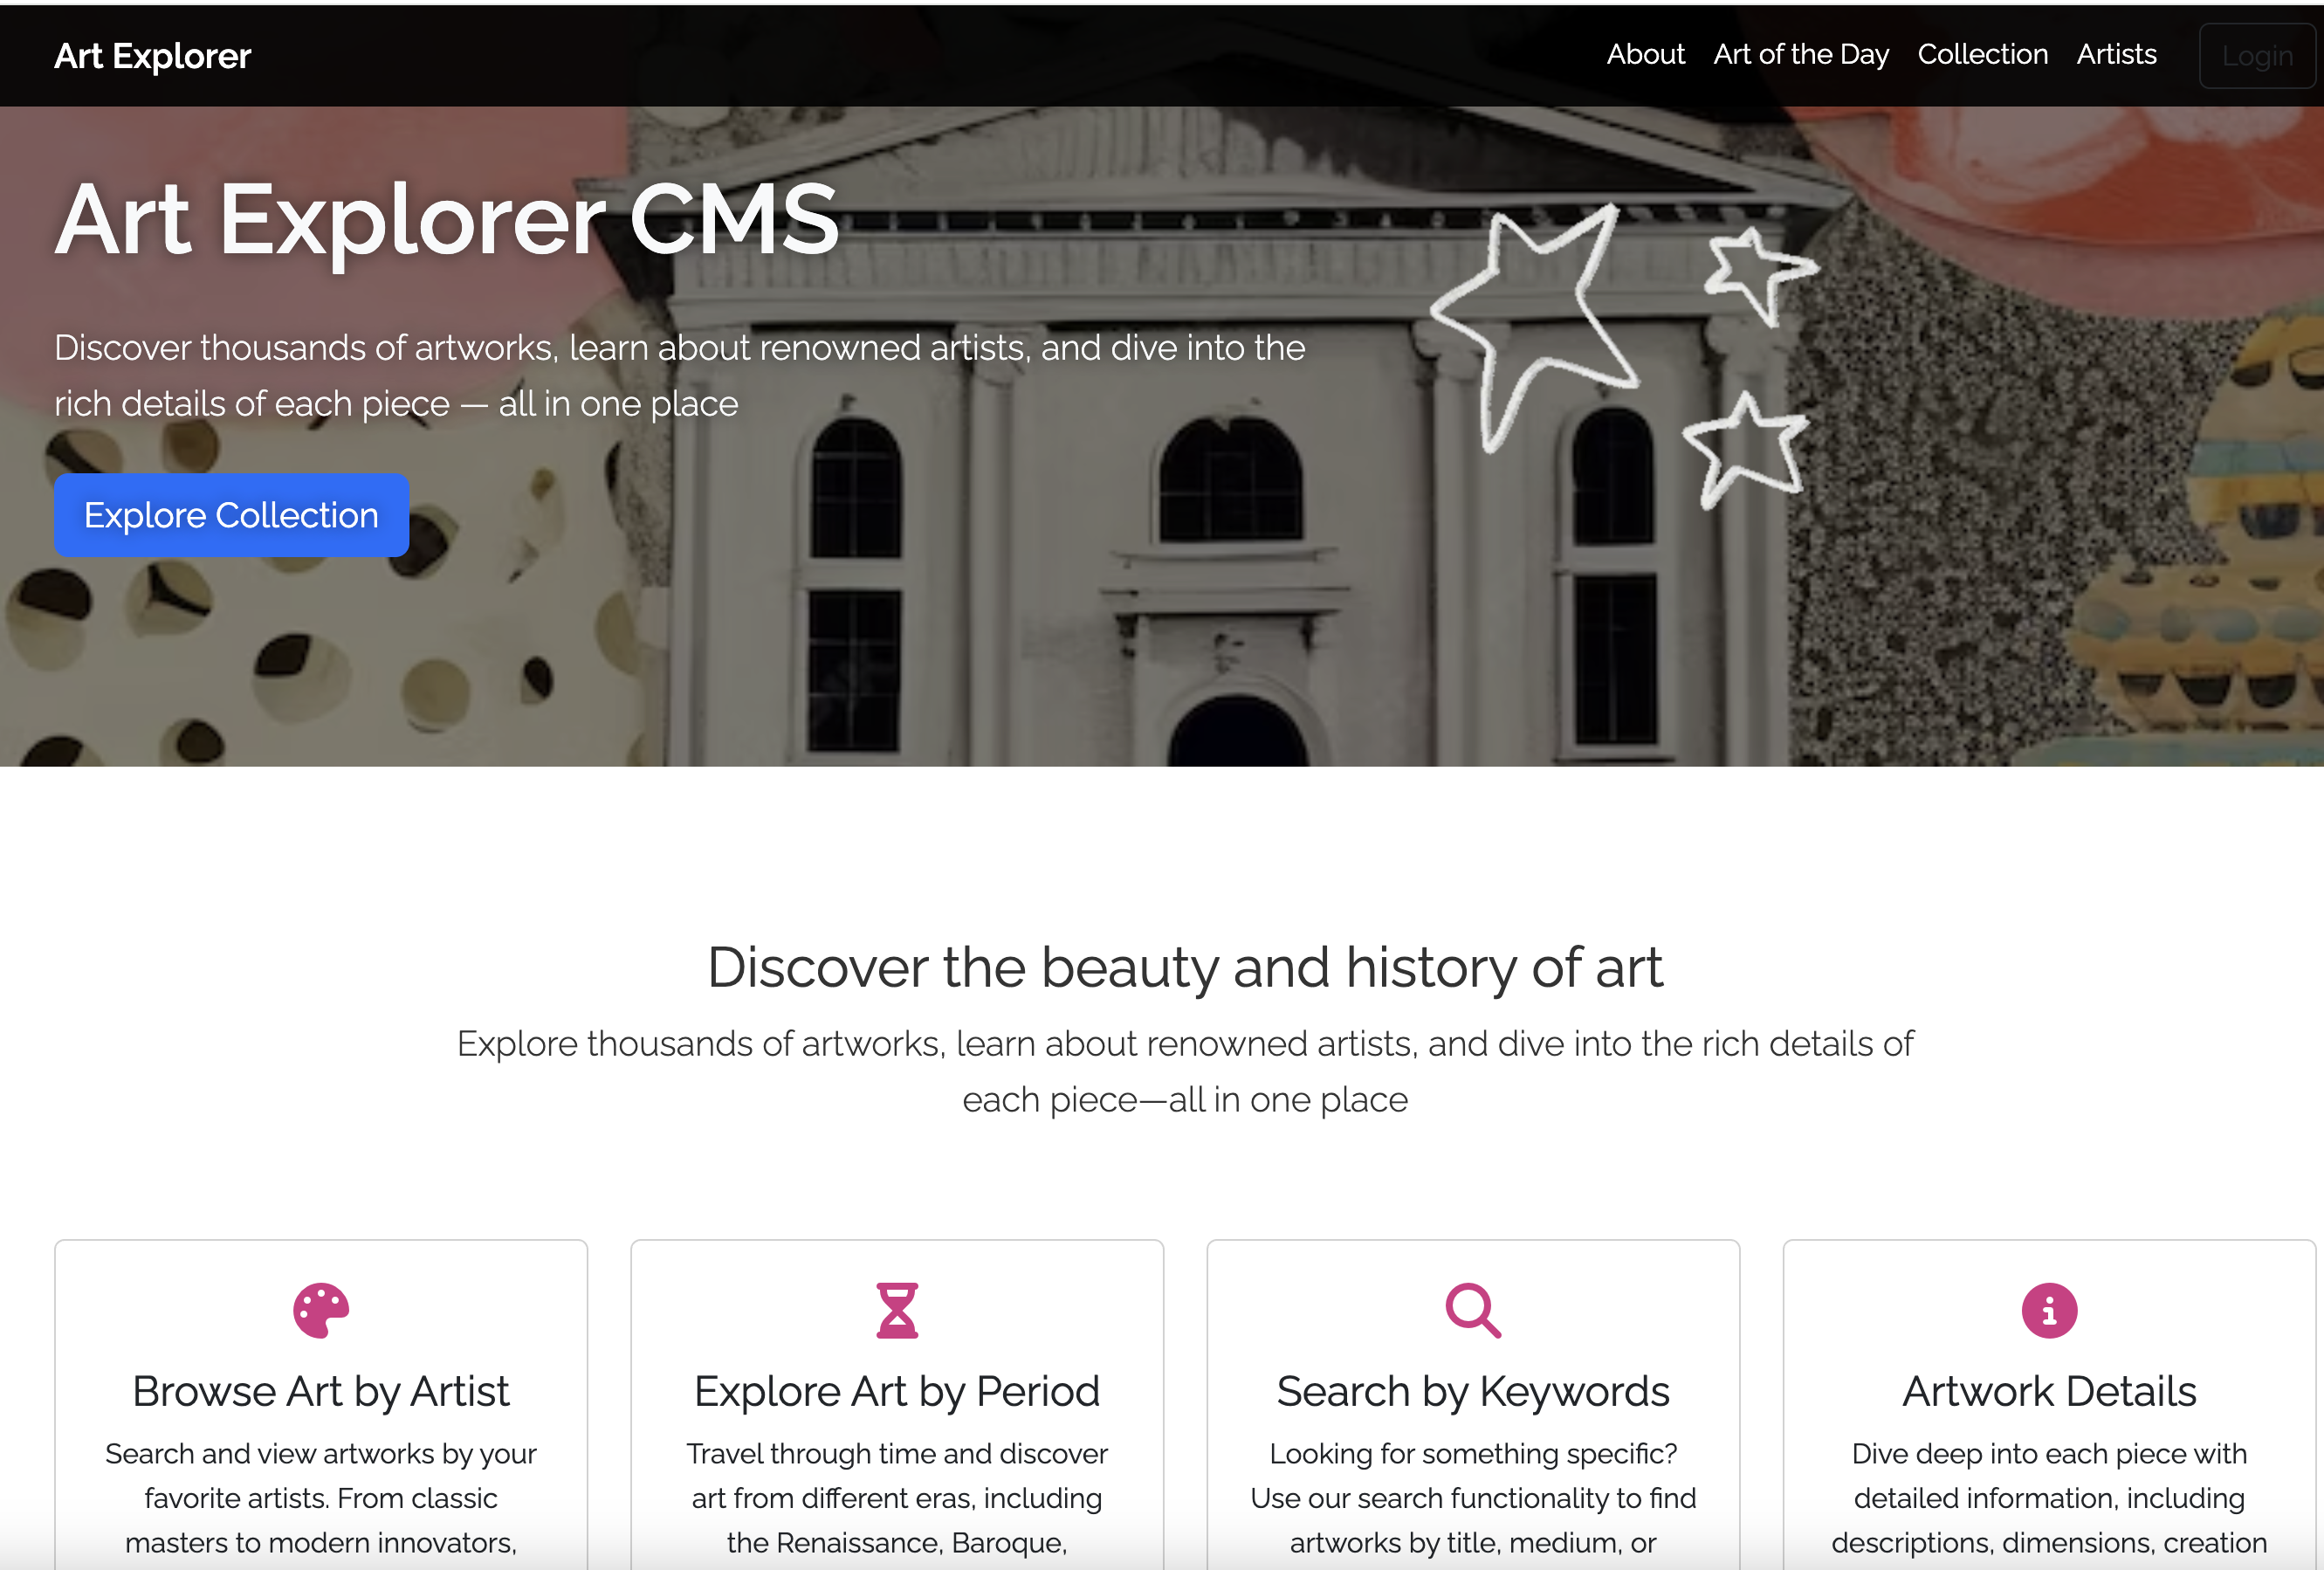 Art Explorer
About Art of the Day Collection Artists Login
Art Explorer CMS
Discover thousands of artworks, learn about renowned artists, and dive into the
rich details of each piece — all in one place
Explore Collection
Discover the beauty and history of art
Explore thousands of artworks, learn about renowned artists, and dive into the rich details of
each piece—all in one place
Browse Art by Artist
Search and view artworks by your
favorite artists. From classic
masters to modern innovators,
Explore Art by Period
Travel through time and discover
art from different eras, including
the Renaissance, Baroque,
Search by Keywords
Looking for something specific?
Use our search functionality to find
artworks by title, medium, or
Artwork Details
Dive deep into each piece with
detailed information, including
descriptions, dimensions, creation